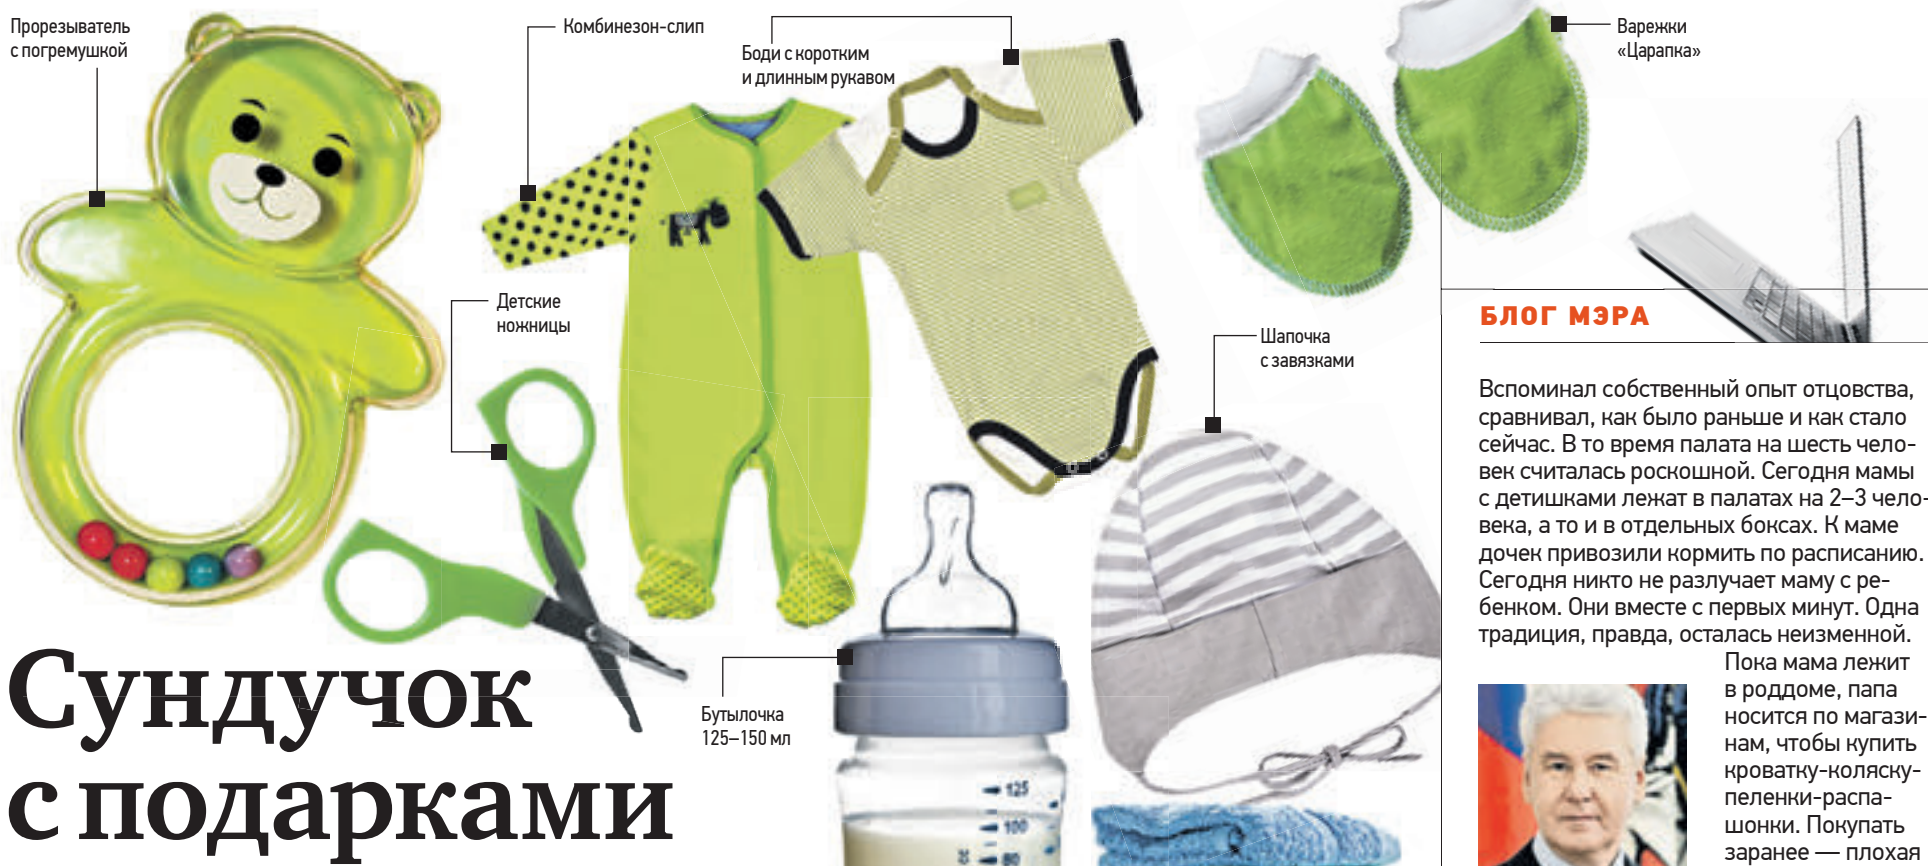 Прорезыватель
с погремушкой
Комбинезон-слип
Боди с коротким
и длинным рукавом
Варежки
«Царапка»
Детские
ножницы
Шапочка
с завязками
Бутылочка
125–150 мл
125
100
80
Сундучок
с подарками
БЛОГ МЭРА
Вспоминал собственный опыт отцовства,
сравнивал, как было раньше и как стало
сейчас. В то время палата на шесть чело-
век считалась роскошной. Сегодня мамы
с детишками лежат в палатах на 2–3 чело-
века, а то и в отдельных боксах. К маме
дочек привозили кормить по расписанию.
Сегодня никто не разлучает маму с ре-
бенком. Они вместе с первых минут. Одна
традиция, правда, осталась неизменной.
Пока мама лежит
в роддоме, папа
носится по магази-
нам, чтобы купить
кроватку-коляску-
пеленки-распа-
шонки. Покупать
заранее — плохая